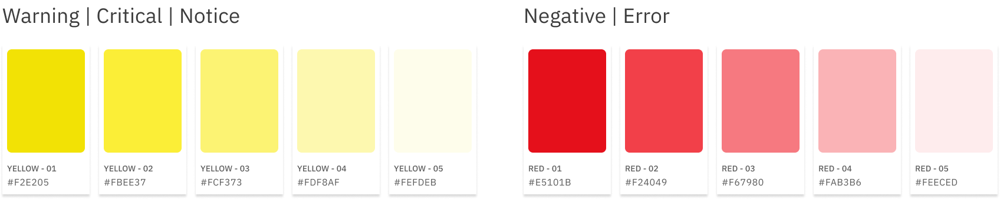 Warning | Critical | Notice
YELLOW - 01
#F2E205
YELLOW - 02
#FBEE37
YELLOW - 03
#FCF373
YELLOW - 04
#FDF8AF
YELLOW - 05
#FEFDEB
Negative | Error
RED - 01
#E5101B
RED - 02
#F24049
RED - 03
#F67980
RED - 04
#FAB3B6
RED - 05
#FEECED